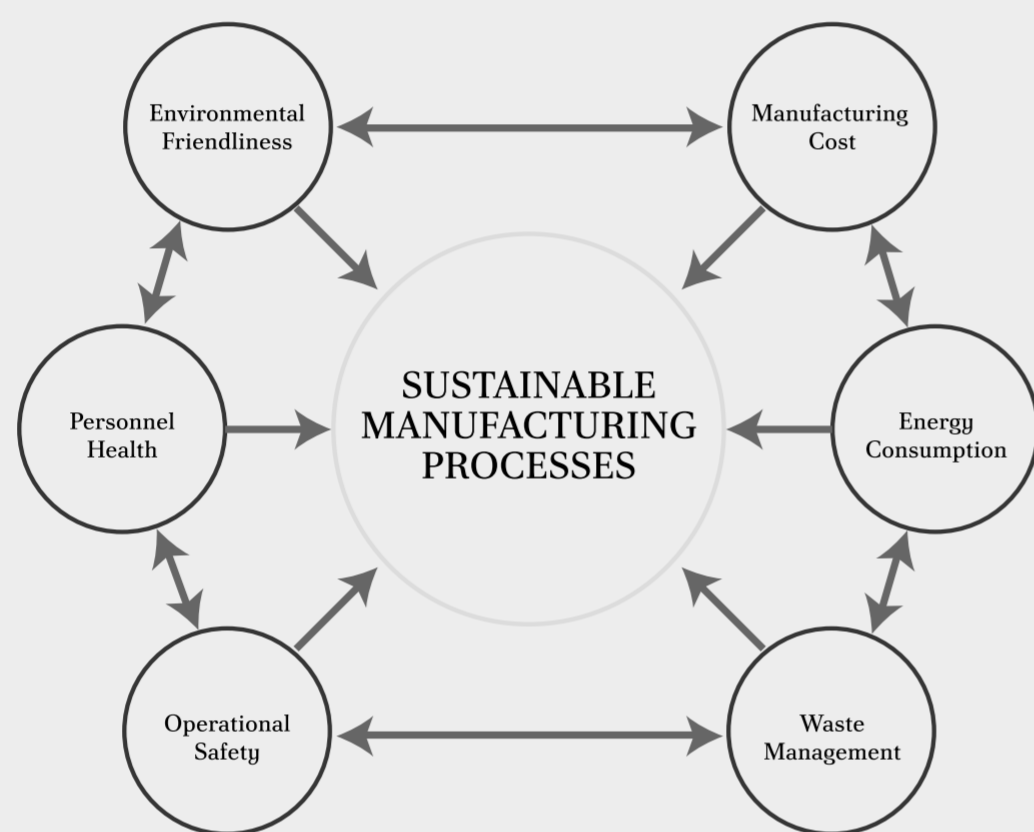 Environmental
Friendliness
Manufacturing
Cost
SUSTAINABLE
MANUFACTURING
PROCESSES
Personnel
Health
Energy
Consumption
Operational
Safety
Waste
Management